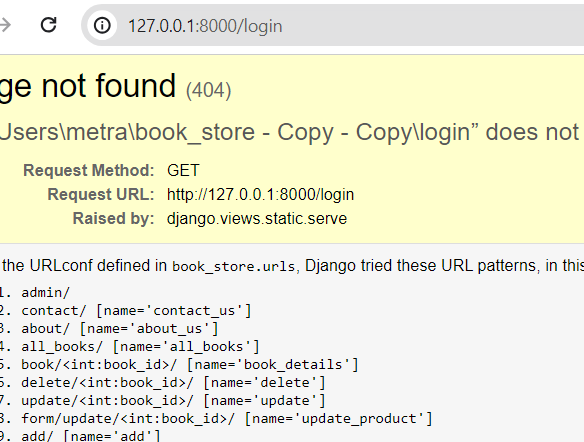 127.0.0.1:8000/login
ge not found (404)
Users\metra\book_store - Copy - Copy\login” does not
Request Method: GET
Request URL: http://127.0.0.1:8000/login
Raised by: django.views.static.serve
the URLconf defined in book_store.urls, Django tried these URL patterns, in this
1. admin/
2. contact/ [name='contact_us']
3. about/ [name='about_us']
4. all_books/ [name='all_books']
5. book/<int:book_id>/ [name='book_details']
6. delete/<int:book_id>/ [name='delete']
7. update/<int:book_id>/ [name='update']
8. form/update/<int:book_id>/ [name='update_product']
9. add/ [name='add']